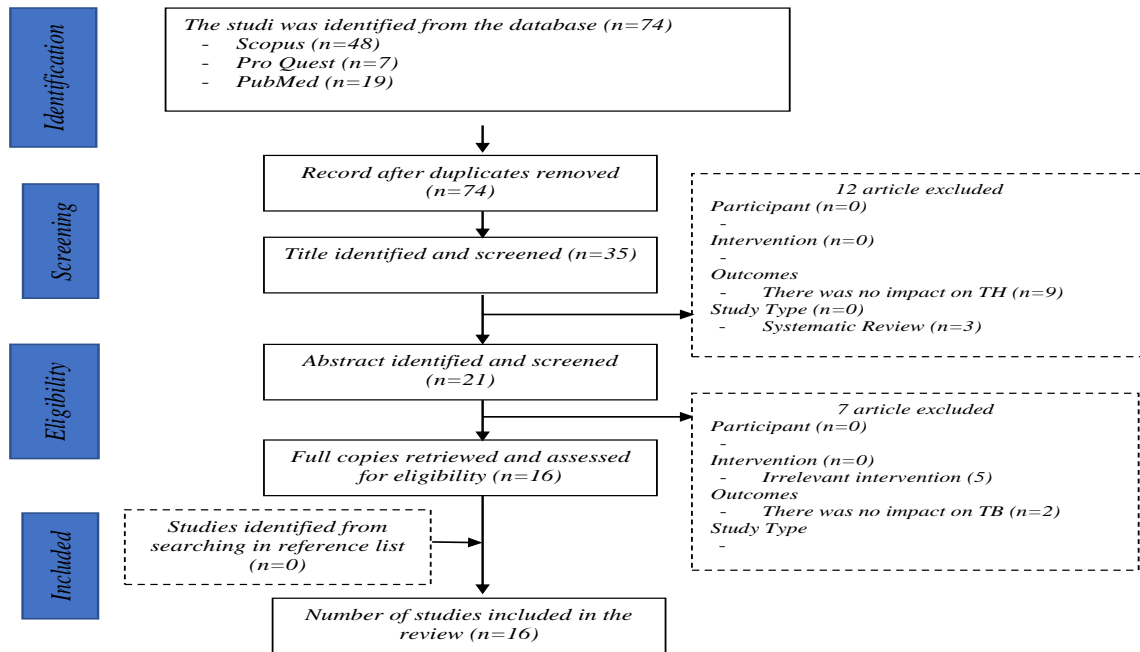 Identification
The studi was identified from the database (n=74)
- Scopus (n=48)
- Pro Quest (n=7)
- PubMed (n=19)
Screening
Record after duplicates removed
(n=74)
Title identified and screened (n=35)
12 article excluded
Participant (n=0)
-
Intervention (n=0)
-
Outcomes
- There was no impact on TH (n=9)
Study Type (n=0)
- Systematic Review (n=3)
Eligibility
Abstract identified and screened
(n=21)
Full copies retrieved and assessed
for eligibility (n=16)
7 article excluded
Participant (n=0)
-
Intervention (n=0)
- Irrelevant intervention (5)
Outcomes
- There was no impact on TB (n=2)
Study Type
-
Included
Studies identified from
searching in reference list
(n=0)
Number of studies included in the
review (n=16)